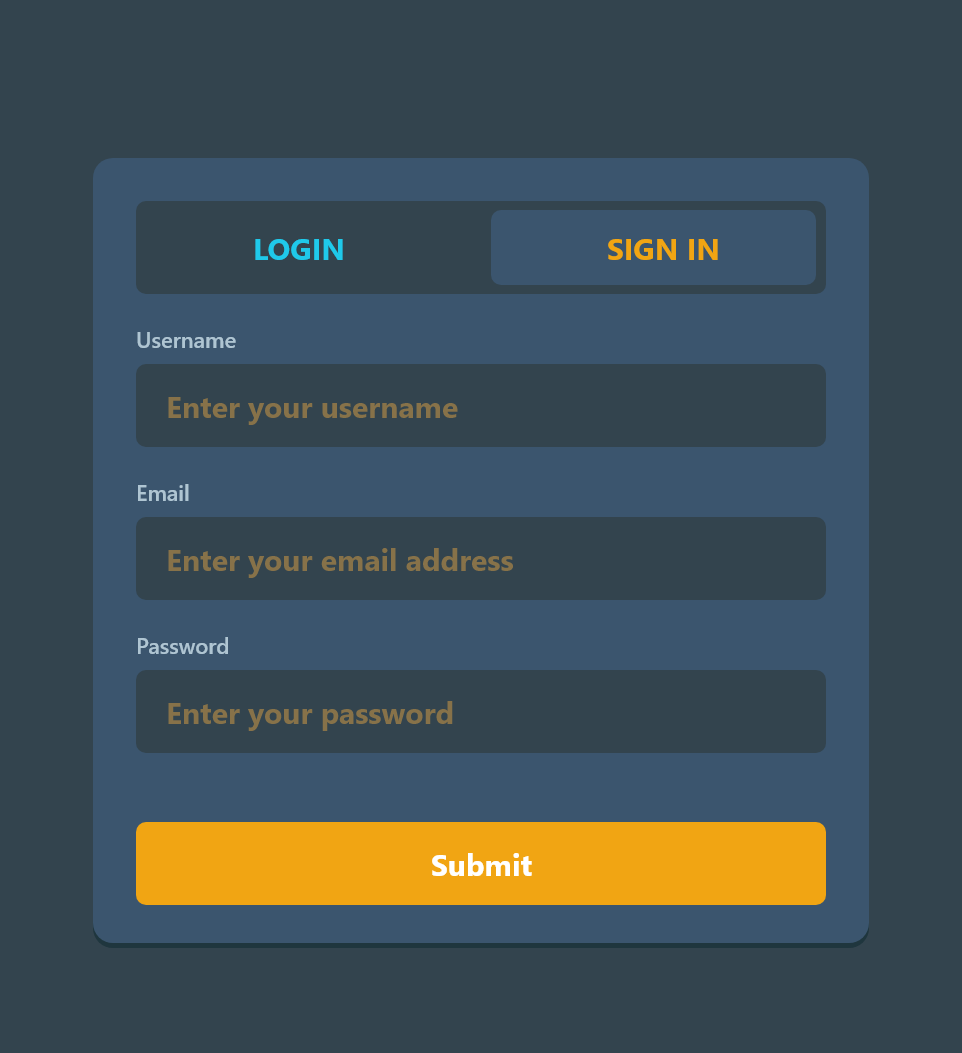 LOGIN
SIGN IN
Username
Enter your username
Email
Enter your email address
Password
Enter your password
Submit